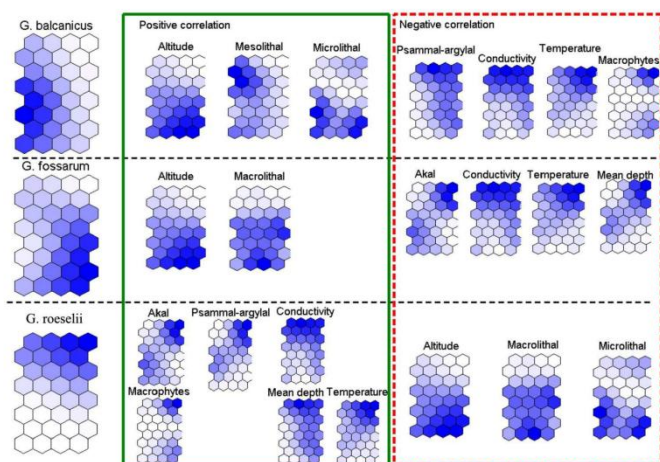 G. balcanicus
Positive correlation
Negative correlation
Altitude
Mesolithal
Microlithal
Psammal-argylal
Conductivity
Temperature
Macrophytes
G. fossarum
Altitude
Macrolithal
Akal
Conductivity
Temperature
Mean depth
G. roeselii
Akal
Psammal-argylal
Conductivity
Macrophytes
Mean depth
Temperature
Altitude
Macrolithal
Microlithal